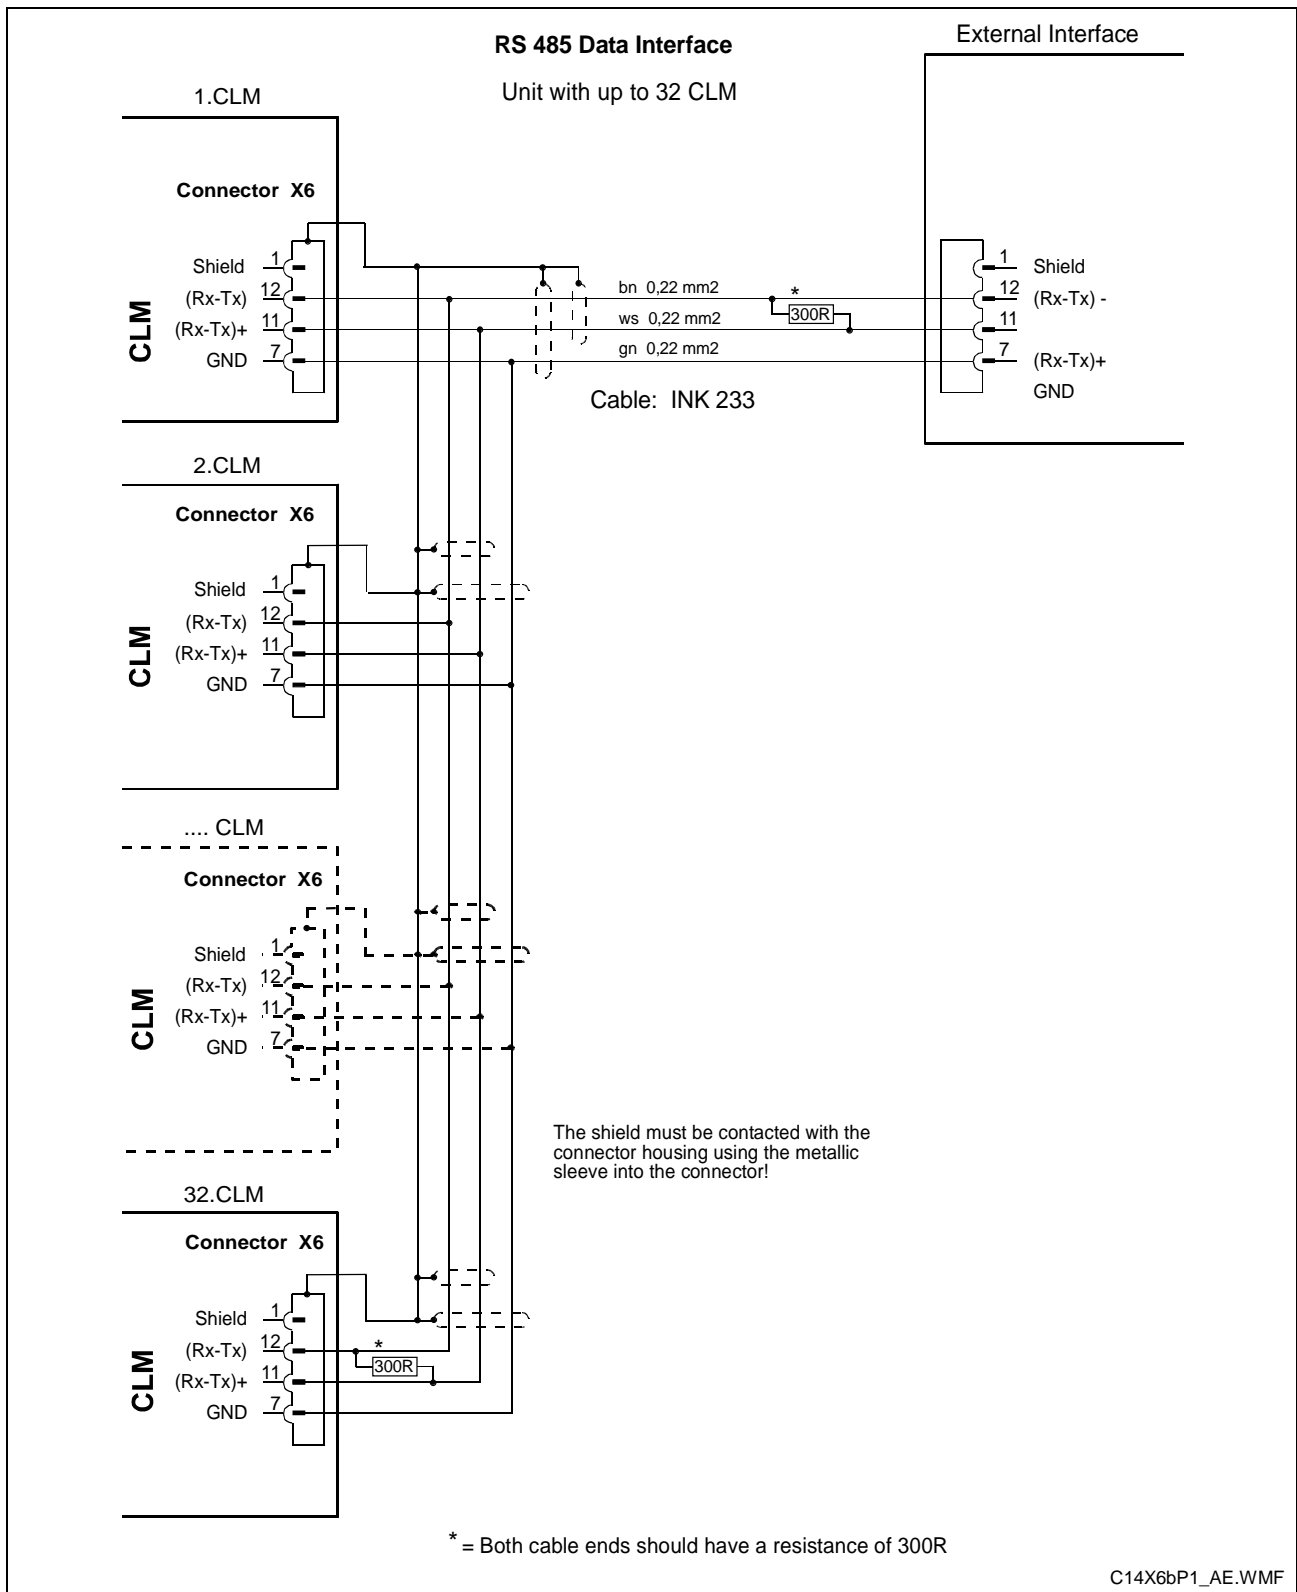 RS 485 Data Interface
External Interface
Unit with up to 32 CLM
1.CLM
Connector X6
CLM
Shield 1
(Rx-Tx) 12
(Rx-Tx)+ 11
GND 7
bn 0,22 mm2
*
300R
ws 0,22 mm2
gn 0,22 mm2
Cable: INK 233
1 Shield
12 (Rx-Tx) -
11
7 (Rx-Tx)+
GND
2.CLM
Connector X6
CLM
Shield 1
(Rx-Tx) 12
(Rx-Tx)+ 11
GND 7
.... CLM
Connector X6
CLM
Shield 1
(Rx-Tx) 12
(Rx-Tx)+ 11
GND 7
The shield must be contacted with the
connector housing using the metallic
sleeve into the connector!
32.CLM
Connector X6
CLM
Shield 1
(Rx-Tx) 12
*
300R
(Rx-Tx)+ 11
GND 7
* = Both cable ends should have a resistance of 300R
C14X6bP1_AE.WMF